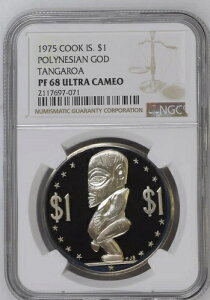 1975 COOK IS. $1
POLYNESIAN GOD
TANGAROA
PF 68 ULTRA CAMEO
2117697-071
NGC
NUMISMATIC GUARANTY CORPORATION
$1 $1